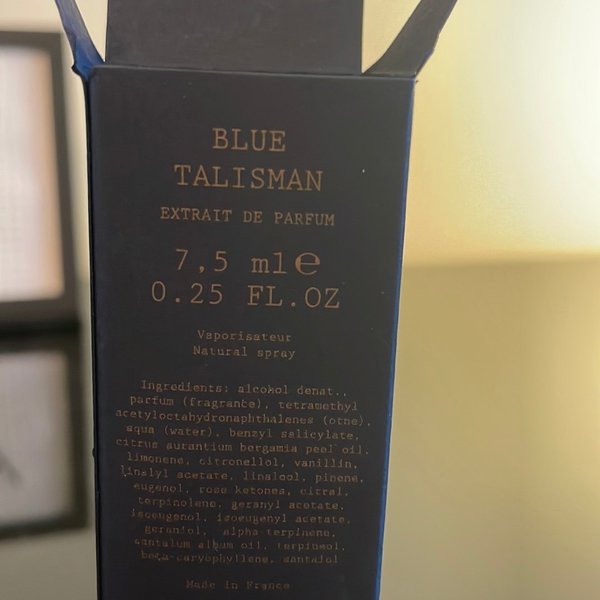 BLUE
TALISMAN
EXTRAIT DE PARFUM
7,5 ml℮
0.25 FL.OZ
Vaporisateur
Natural spray
Ingredients: alcohol denat.,
parfum (fragrance), tetramethyl
acetyloctahydronaphthalenes (otne),
aqua (water), benzyl salicylate,
citrus aurantium bergamia peel oil,
limonene, citronellol, vanillin,
linalyl acetate, linalool, pinene,
eugenol, rose ketones, citral,
terpinolene, geranyl acetate,
isoeugenol, isoeugenyl acetate,
geraniol, alpha-terpinene,
santalum album oil, terpineol,
beta-caryophyllene, santalol
Made in France